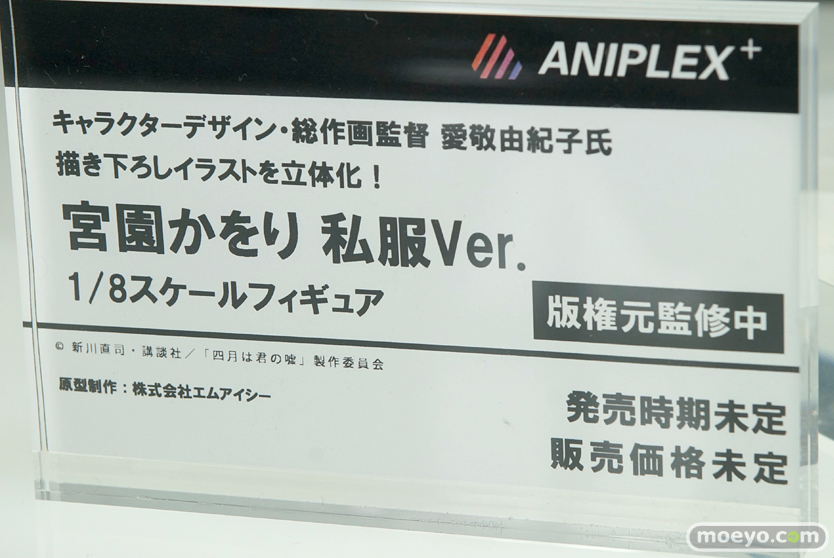 ANIPLEX+
キャラクターデザイン・総作画監督 愛敬由紀子氏
描き下ろしイラストを立体化！
宮園かをり 私服Ver.
1/8スケールフィギュア
版権元監修中
© 新川直司・講談社／「四月は君の嘘」製作委員会
原型制作：株式会社エムアイシー
発売時期未定
販売価格未定
moeyo.com